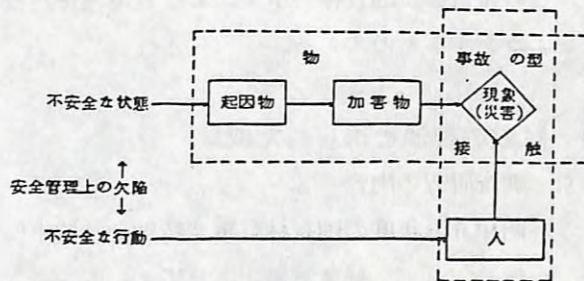 物
事故の型
不安全な状態
起因物
加害物
現象
(災害)
接触
安全管理上の欠陥
不安全な行動
人